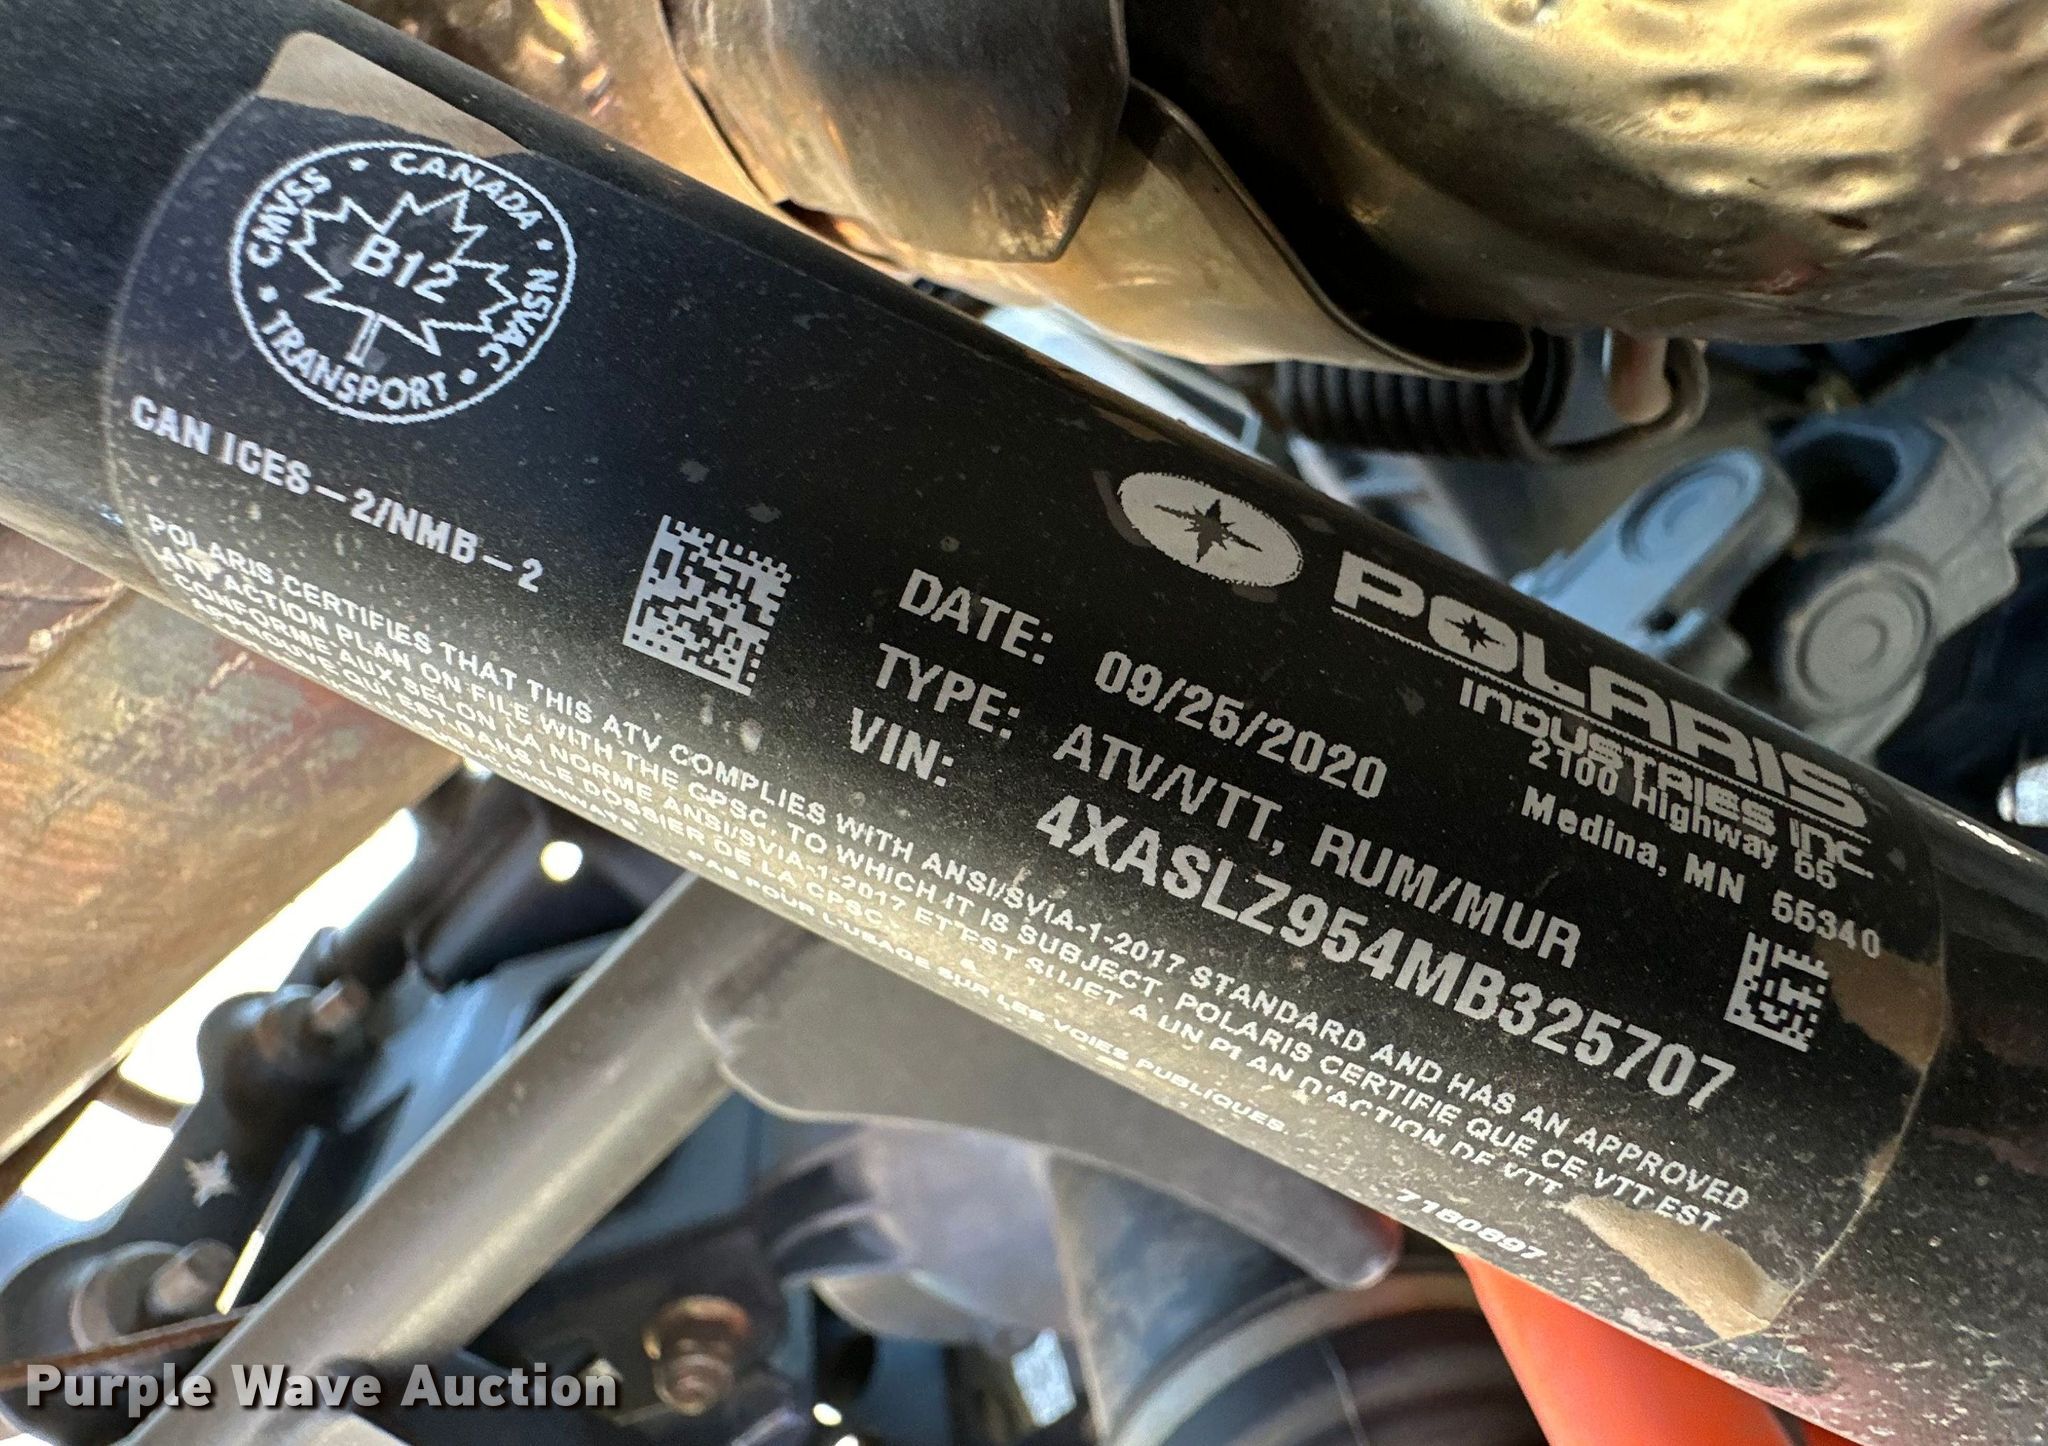 CMVSS • CANADA • NSVAC • TRANSPORT •
B12
CAN ICES – 2/NMB – 2
POLARIS
INDUSTRIES INC.
2100 Highway 55
Medina, MN 55340
DATE: 09/25/2020
TYPE: ATV/VTT, RUM/MUR
VIN: 4XASLZ954MB325707
POLARIS CERTIFIES THAT THIS ATV COMPLIES WITH ANSI/SVIA-1-2017 STANDARD AND HAS AN APPROVED
ATV ACTION PLAN ON FILE WITH THE CPSC, TO WHICH IT IS SUBJECT. POLARIS CERTIFIE QUE CE VTT EST
CONFORME AUX SELON LA NORME ANSI/SVIA-1-2017 ET EST SUJET A UN PLAN D'ACTION DE VTT
APPROUVE QUI EST DANS LE DOSSIER DE LA CPSC.
HIGHWAYS. PAS POUR L'USAGE SUR LES VOIES PUBLIQUES.
7180897
Purple Wave Auction